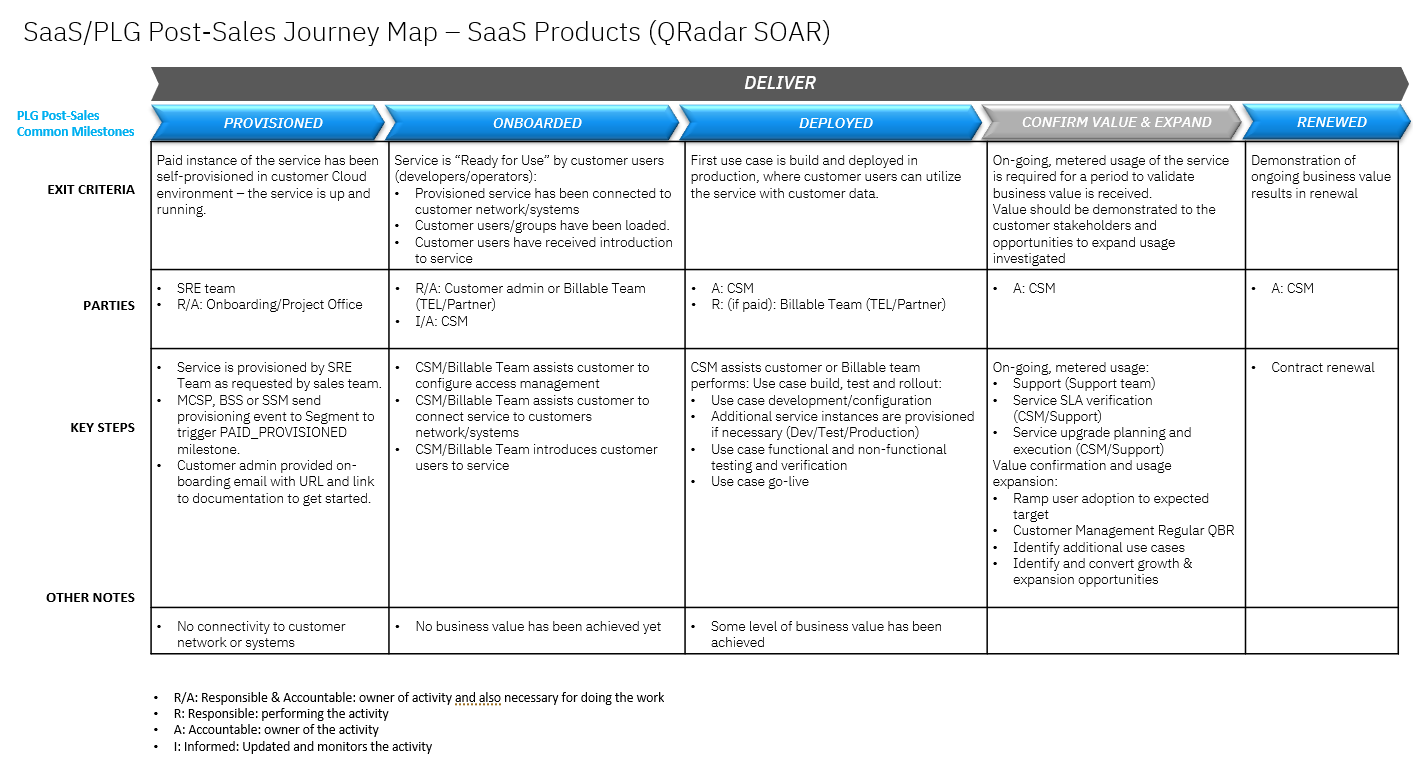 SaaS/PLG Post-Sales Journey Map – SaaS Products (QRadar SOAR)
DELIVER
PLG Post-Sales
Common Milestones
PROVISIONED
ONBOARDED
DEPLOYED
CONFIRM VALUE & EXPAND
RENEWED
EXIT CRITERIA
Paid instance of the service has been
self-provisioned in customer Cloud
environment – the service is up and
running.
Service is “Ready for Use” by customer users
(developers/operators):
• Provisioned service has been connected to
customer network/systems
• Customer users/groups have been loaded.
• Customer users have received introduction
to service
First use case is build and deployed in
production, where customer users can utilize
the service with customer data.
On-going, metered usage of the service
is required for a period to validate
business value is received.
Value should be demonstrated to the
customer stakeholders and
opportunities to expand usage
investigated
Demonstration of
ongoing business value
results in renewal
PARTIES
• SRE team
• R/A: Onboarding/Project Office
• R/A: Customer admin or Billable Team
(TEL/Partner)
• I/A: CSM
• A: CSM
• R: (if paid): Billable Team (TEL/Partner)
• A: CSM
• A: CSM
KEY STEPS
• Service is provisioned by SRE
Team as requested by sales team.
• MCSP, BSS or SSM send
provisioning event to Segment to
trigger PAID_PROVISIONED
milestone.
• Customer admin provided on-
boarding email with URL and link
to documentation to get started.
• CSM/Billable Team assists customer to
configure access management
• CSM/Billable Team assists customer to
connect service to customers
network/systems
• CSM/Billable Team introduces customer
users to service
CSM assists customer or Billable team
performs: Use case build, test and rollout:
• Use case development/configuration
• Additional service instances are provisioned
if necessary (Dev/Test/Production)
• Use case functional and non-functional
testing and verification
• Use case go-live
On-going, metered usage:
• Support (Support team)
• Service SLA verification
(CSM/Support)
• Service upgrade planning and
execution (CSM/Support)
Value confirmation and usage
expansion:
• Ramp user adoption to expected
target
• Customer Management Regular QBR
• Identify additional use cases
• Identify and convert growth &
expansion opportunities
• Contract renewal
OTHER NOTES
• No connectivity to customer
network or systems
• No business value has been achieved yet
• Some level of business value has been
achieved
• R/A: Responsible & Accountable: owner of activity and also necessary for doing the work
• R: Responsible: performing the activity
• A: Accountable: owner of the activity
• I: Informed: Updated and monitors the activity